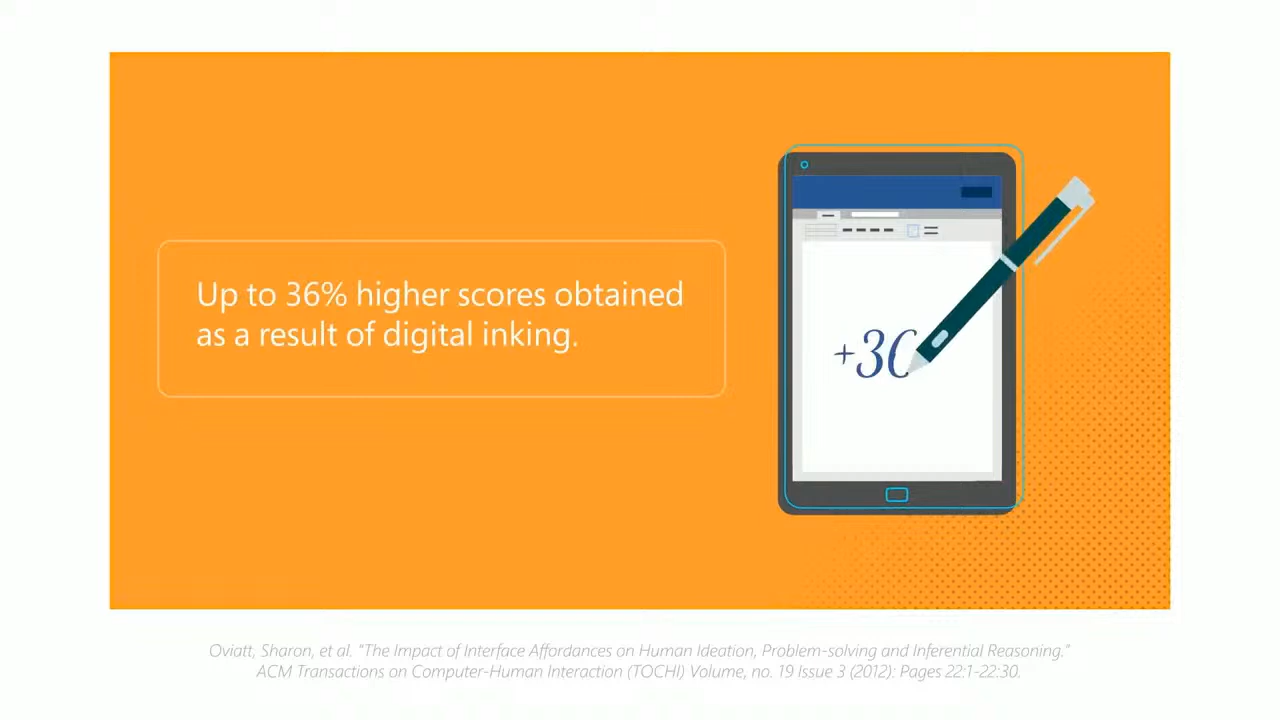 Up to 36% higher scores obtained
as a result of digital inking.
+3
Oviatt, Sharon, et al. “The Impact of Interface Affordances on Human Ideation, Problem-solving and Inferential Reasoning.”
ACM Transactions on Computer-Human Interaction (TOCHI) Volume, no. 19 Issue 3 (2012): Pages 22:1-22:30.